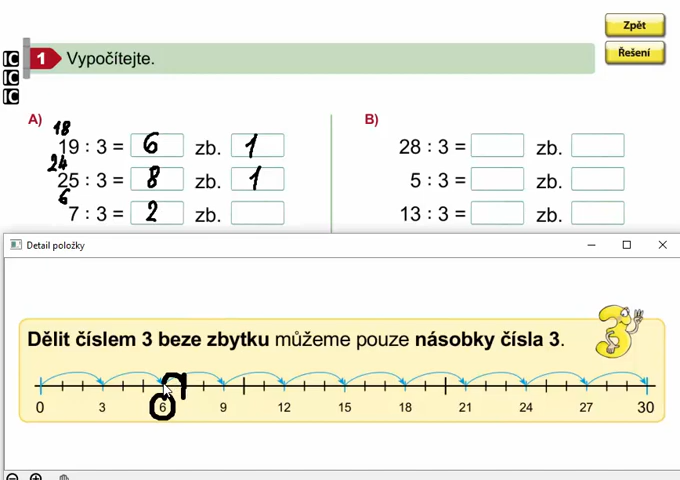 Zpět
Řešení
1 Vypočítejte.
A)
B)
18
19 : 3 = 6 zb. 1
28 : 3 = zb.
24
25 : 3 = 8 zb. 1
5 : 3 = zb.
6
7 : 3 = 2 zb.
13 : 3 = zb.
Detail položky
Dělit číslem 3 beze zbytku můžeme pouze násobky čísla 3.
3
0 3 6 9 12 15 18 21 24 27 30